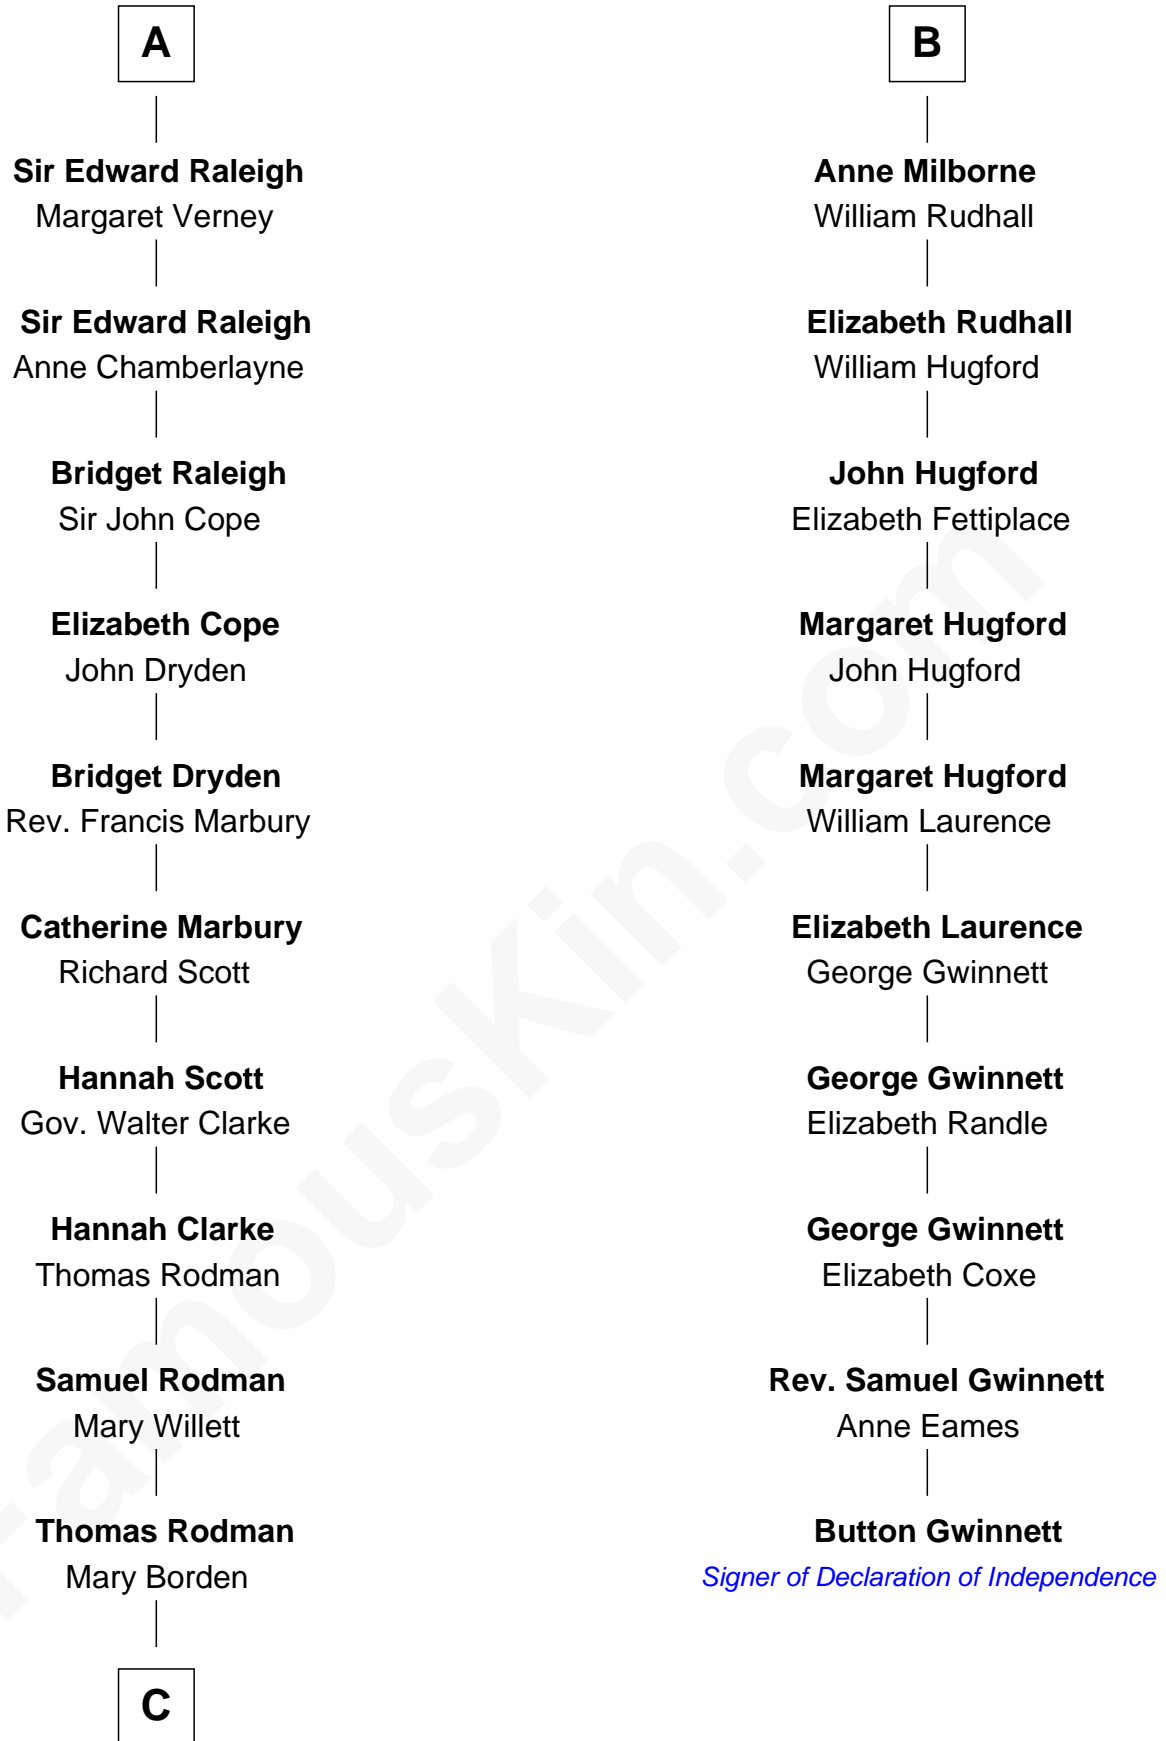 A
Sir Edward Raleigh
Margaret Verney
Sir Edward Raleigh
Anne Chamberlayne
Bridget Raleigh
Sir John Cope
Elizabeth Cope
John Dryden
Bridget Dryden
Rev. Francis Marbury
Catherine Marbury
Richard Scott
Hannah Scott
Gov. Walter Clarke
Hannah Clarke
Thomas Rodman
Samuel Rodman
Mary Willett
Thomas Rodman
Mary Borden
C
B
Anne Milborne
William Rudhall
Elizabeth Rudhall
William Hugford
John Hugford
Elizabeth Fettiplace
Margaret Hugford
John Hugford
Margaret Hugford
William Laurence
Elizabeth Laurence
George Gwinnett
George Gwinnett
Elizabeth Randle
George Gwinnett
Elizabeth Coxe
Rev. Samuel Gwinnett
Anne Eames
Button Gwinnett
Signer of Declaration of Independence
FamousKin.com